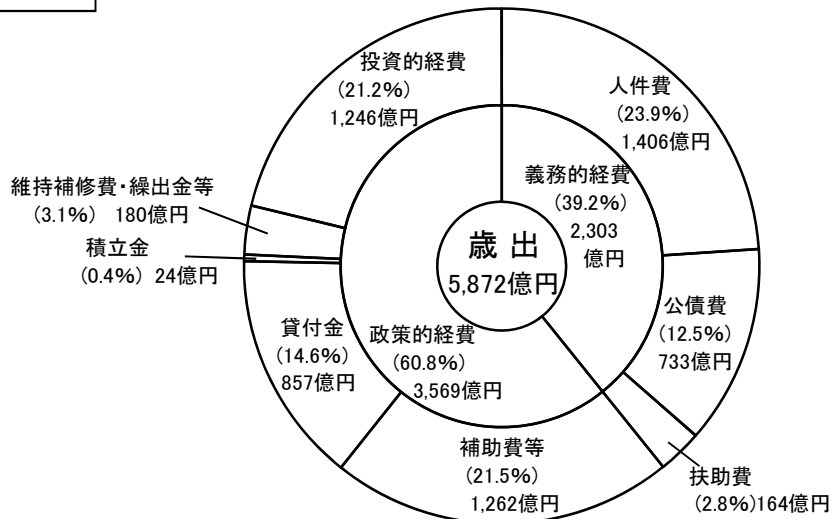 投資的経費
(21.2%)
1,246億円
人件費
(23.9%)
1,406億円
義務的経費
(39.2%)
2,303
億円
維持補修費・繰出金等
(3.1%) 180億円
積立金
(0.4%) 24億円
歳 出
5,872億円
公債費
(12.5%)
733億円
貸付金
(14.6%)
857億円
政策的経費
(60.8%)
3,569億円
補助費等
(21.5%)
1,262億円
扶助費
(2.8%)164億円